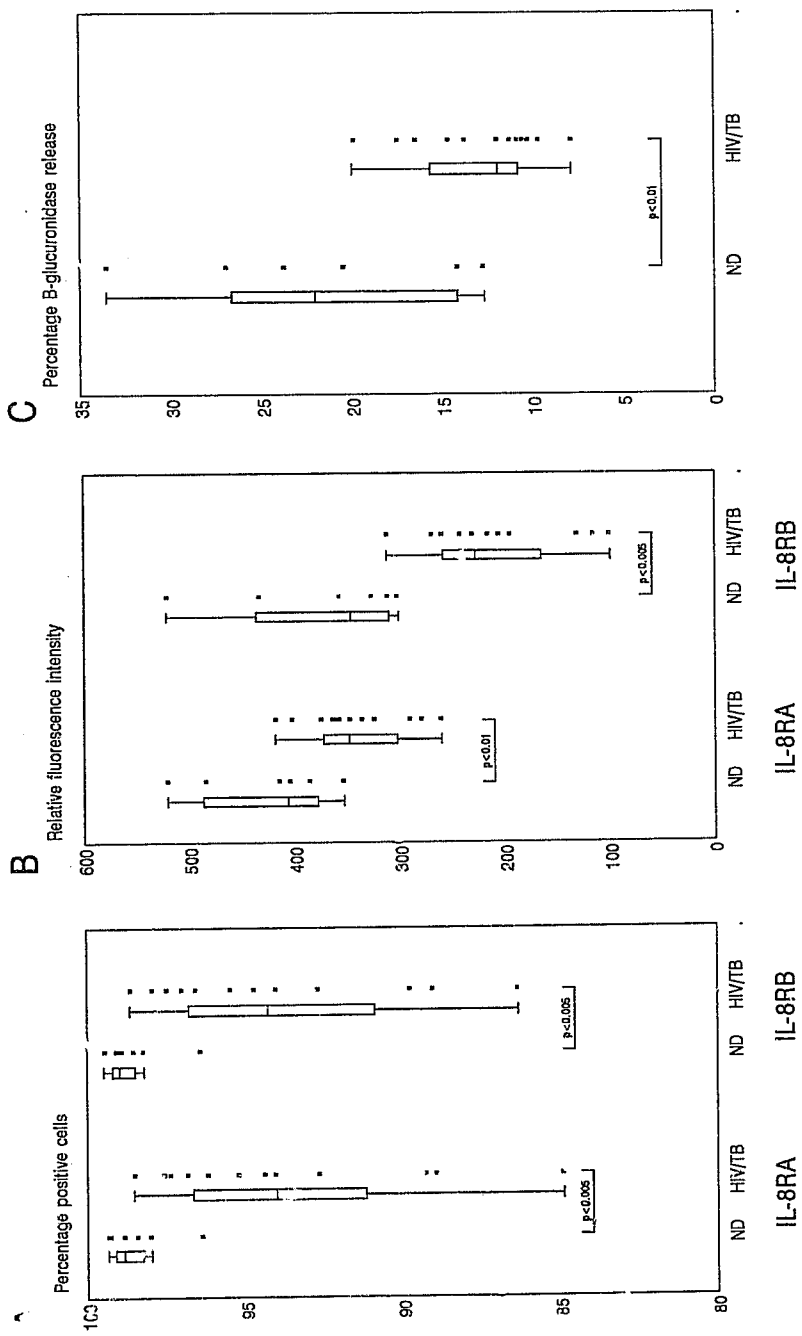 A
Percentage positive cells
100
95
90
85
80
p<0.005
p<0.005
ND HIV/TB ND HIV/TB
IL-8RA IL-8RB
B
Relative fluorescence intensity
600
500
400
300
200
100
0
p<0.01
p<0.005
ND HIV/TB ND HIV/TB
IL-8RA IL-8RB
C
Percentage B-glucuronidase release
35
30
25
20
15
10
5
0
p<0.01
ND HIV/TB